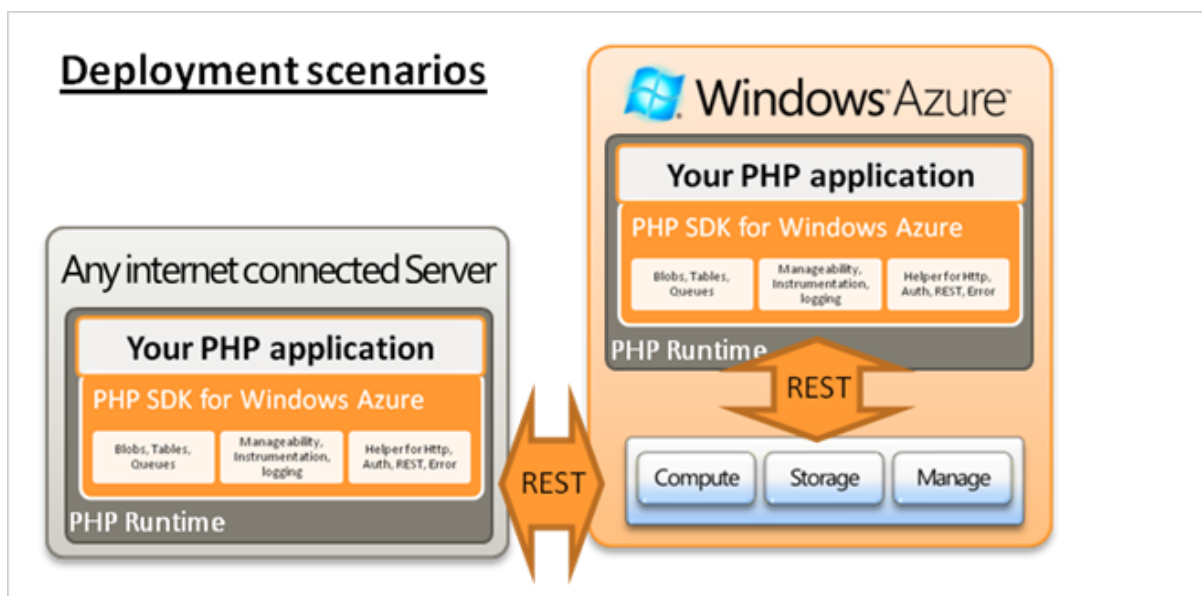 Deployment scenarios
Windows® Azure™
Your PHP application
PHP SDK for Windows Azure
Blobs, Tables,
Queues
Manageability,
Instrumentation,
logging
Helper for Http,
Auth, REST, Error
PHP Runtime
REST
Compute
Storage
Manage
Any internet connected Server
Your PHP application
PHP SDK for Windows Azure
Blobs, Tables,
Queues
Manageability,
Instrumentation,
logging
Helper for Http,
Auth, REST, Error
PHP Runtime
REST